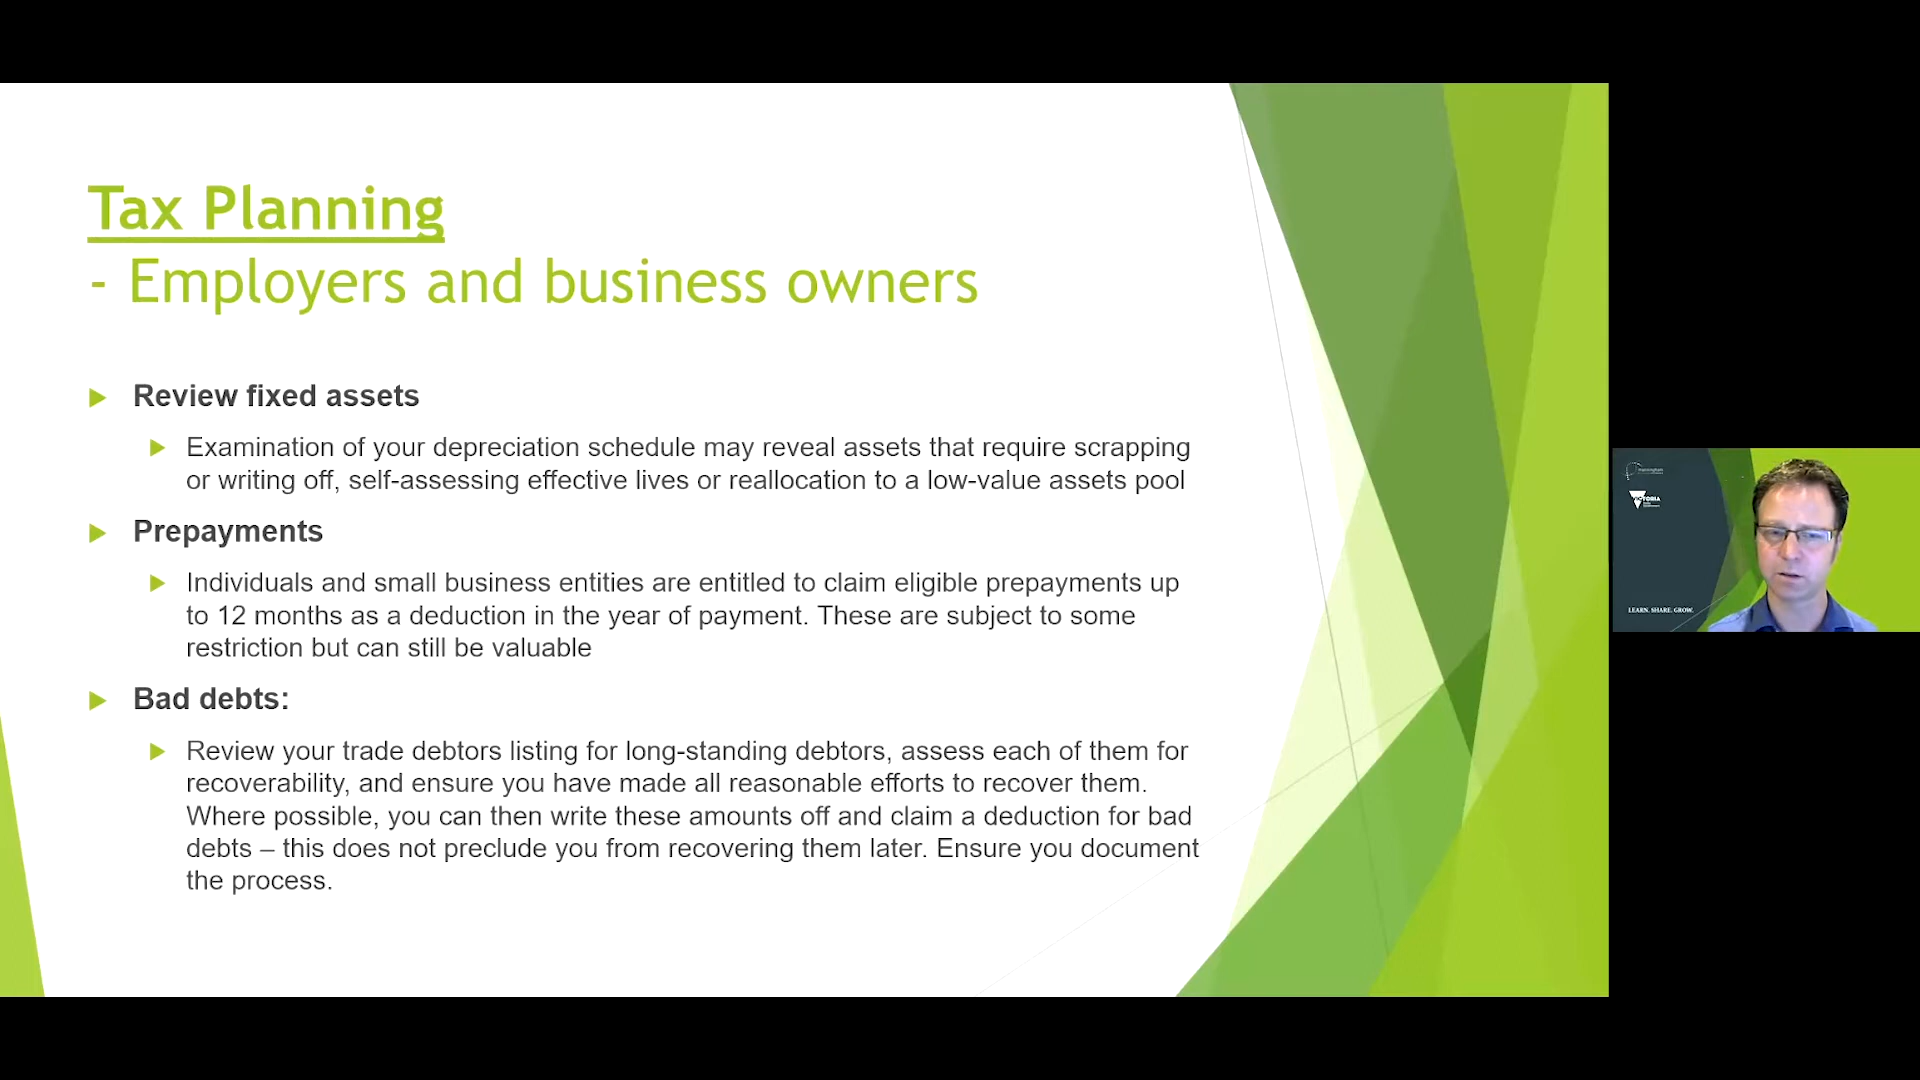 Tax Planning
- Employers and business owners
Review fixed assets
Examination of your depreciation schedule may reveal assets that require scrapping
or writing off, self-assessing effective lives or reallocation to a low-value assets pool
Prepayments
Individuals and small business entities are entitled to claim eligible prepayments up
to 12 months as a deduction in the year of payment. These are subject to some
restriction but can still be valuable
Bad debts:
Review your trade debtors listing for long-standing debtors, assess each of them for
recoverability, and ensure you have made all reasonable efforts to recover them.
Where possible, you can then write these amounts off and claim a deduction for bad
debts – this does not preclude you from recovering them later. Ensure you document
the process.
VICTORIA
LEARN. SHARE. GROW.